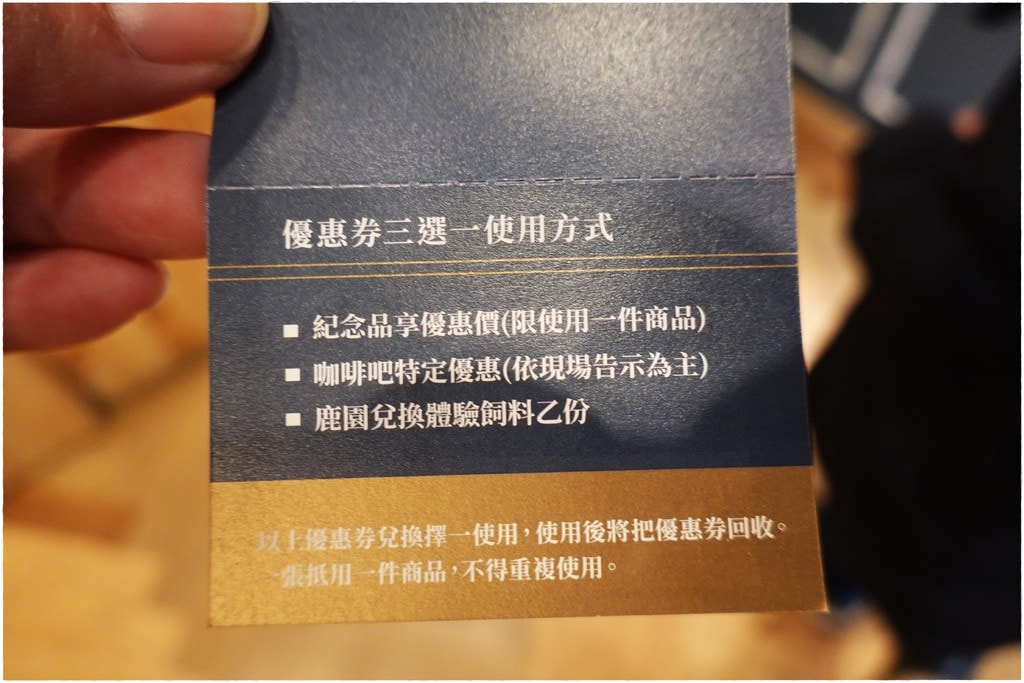 優惠券三選一使用方式
■ 紀念品享優惠價(限使用一件商品)
■ 咖啡吧特定優惠(依現場告示為主)
■ 鹿園兌換體驗飼料乙份
以上優惠券兌換擇一使用,使用後將把優惠券回收。
一張抵用一件商品,不得重複使用。